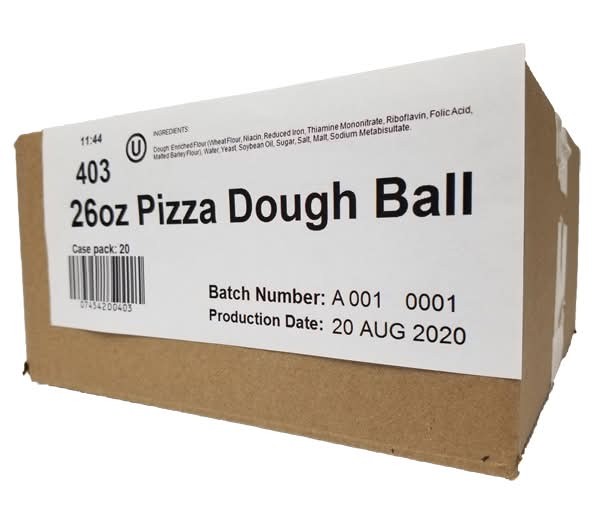 11:44
U
INGREDIENTS:
Dough: Enriched Flour (Wheat Flour, Niacin, Reduced Iron, Thiamine Mononitrate, Riboflavin, Folic Acid,
Malted Barley Flour), Water, Yeast, Soybean Oil, Sugar, Salt, Malt, Sodium Metabisulfate.
403
26oz Pizza Dough Ball
Case pack: 20
07454200403
Batch Number: A 001 0001
Production Date: 20 AUG 2020